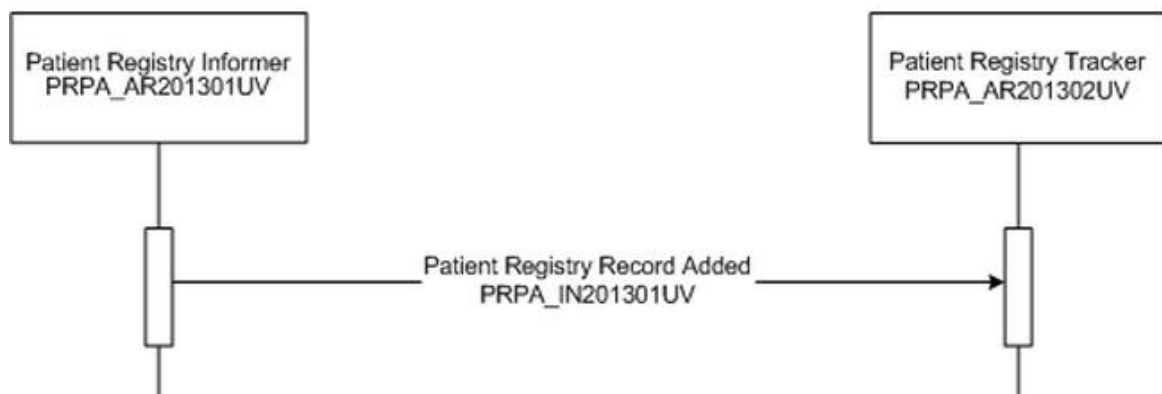 Patient Registry Informer
PRPA_AR201301UV
Patient Registry Tracker
PRPA_AR201302UV
Patient Registry Record Added
PRPA_IN201301UV